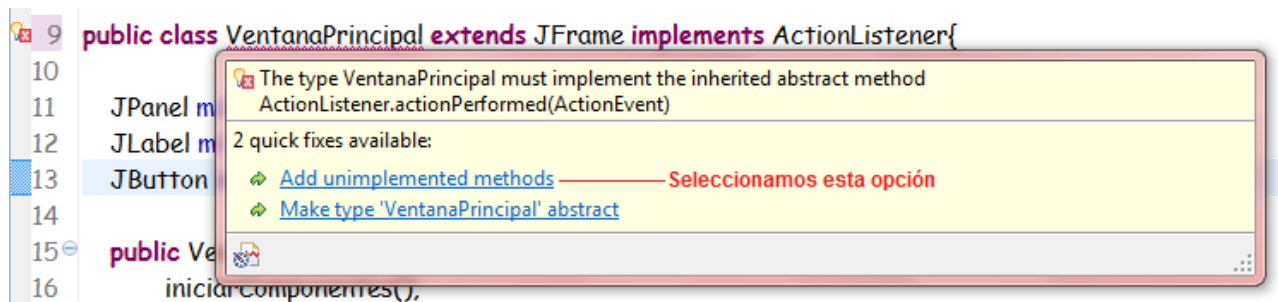 9 public class VentanaPrincipal extends JFrame implements ActionListener{
10
The type VentanaPrincipal must implement the inherited abstract method
ActionListener.actionPerformed(ActionEvent)
11 JPanel m
12 JLabel m
2 quick fixes available:
13 JButton
Add unimplemented methods Seleccionamos esta opción
14
Make type 'VentanaPrincipal' abstract
15 public Ve
16 iniciarComponentes();